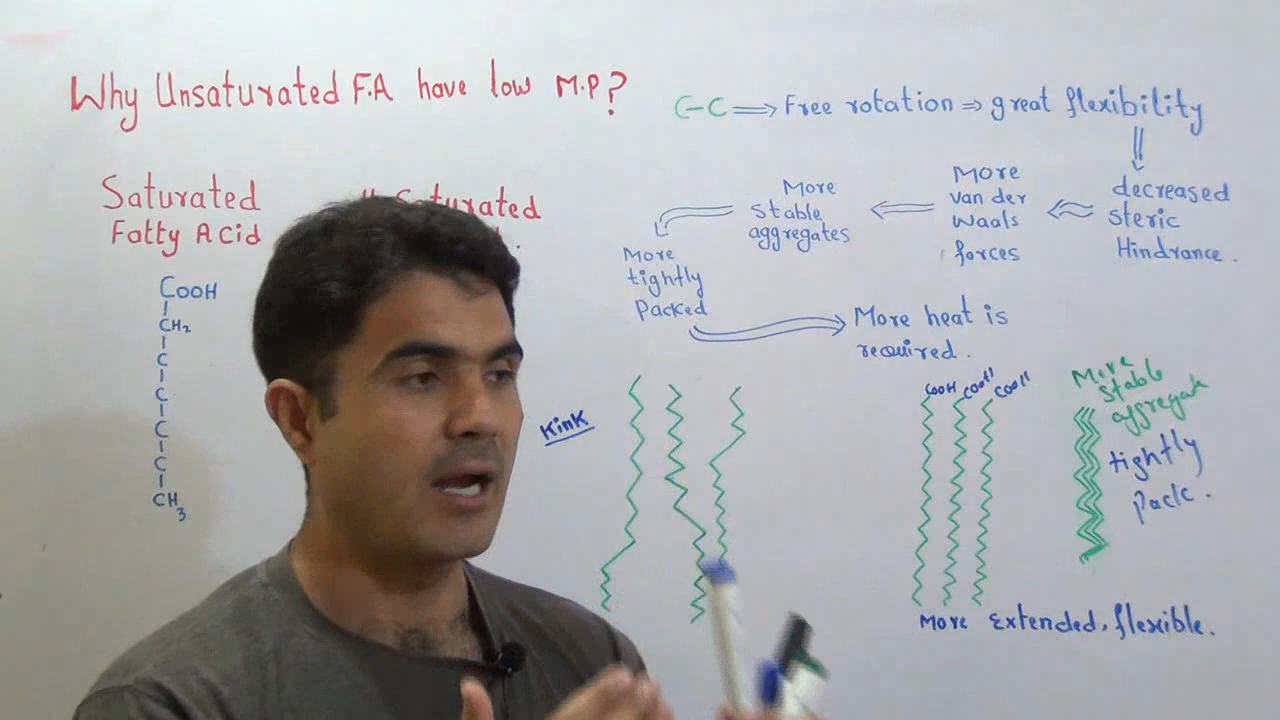 Why Unsaturated F.A have low M.P?
C-C ⟹ Free rotation ⇒ great flexibility
Saturated
Fatty Acid
Saturated
decreased
steric
Hindrance.
More
van der
waals
forces
More
stable
aggregates
More
tightly
Packed
More heat is
required.
COOH
CH2
C
C
C
C
C
CH3
Kink
COOH COOH COOH
More
stable
aggregate
tightly
pack.
More Extended, flexible.